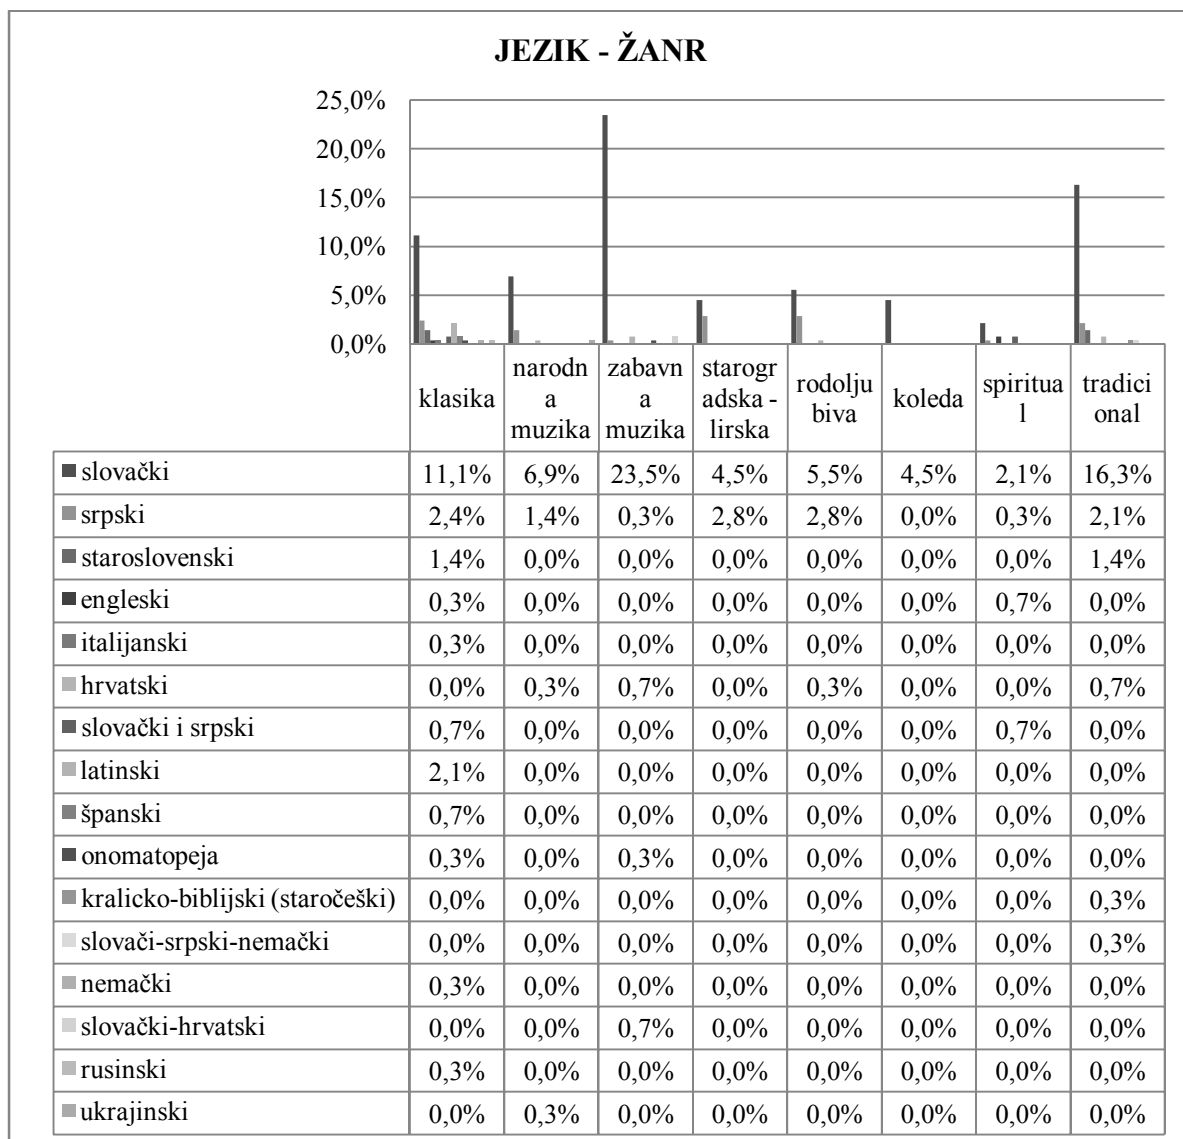 JEZIK - ŽANR
25,0%
20,0%
15,0%
10,0%
5,0%
0,0%
klasika
narodn
a
muzika
zabavn
a
muzika
starogr
adska -
lirska
rodolju
biva
koleda
spiritua
l
tradici
onal
slovački 11,1% 6,9% 23,5% 4,5% 5,5% 4,5% 2,1% 16,3%
srpski 2,4% 1,4% 0,3% 2,8% 2,8% 0,0% 0,3% 2,1%
staroslovenski 1,4% 0,0% 0,0% 0,0% 0,0% 0,0% 0,0% 1,4%
engleski 0,3% 0,0% 0,0% 0,0% 0,0% 0,0% 0,7% 0,0%
italijanski 0,3% 0,0% 0,0% 0,0% 0,0% 0,0% 0,0% 0,0%
hrvatski 0,0% 0,3% 0,7% 0,0% 0,3% 0,0% 0,0% 0,7%
slovački i srpski 0,7% 0,0% 0,0% 0,0% 0,0% 0,0% 0,7% 0,0%
latinski 2,1% 0,0% 0,0% 0,0% 0,0% 0,0% 0,0% 0,0%
španski 0,7% 0,0% 0,0% 0,0% 0,0% 0,0% 0,0% 0,0%
onomatopeja 0,3% 0,0% 0,3% 0,0% 0,0% 0,0% 0,0% 0,0%
kralicko-biblijski (staročeški) 0,0% 0,0% 0,0% 0,0% 0,0% 0,0% 0,0% 0,3%
slovači-srpski-nemački 0,0% 0,0% 0,0% 0,0% 0,0% 0,0% 0,0% 0,3%
nemački 0,3% 0,0% 0,0% 0,0% 0,0% 0,0% 0,0% 0,0%
slovački-hrvatski 0,0% 0,0% 0,7% 0,0% 0,0% 0,0% 0,0% 0,0%
rusinski 0,3% 0,0% 0,0% 0,0% 0,0% 0,0% 0,0% 0,0%
ukrajinski 0,0% 0,3% 0,0% 0,0% 0,0% 0,0% 0,0% 0,0%